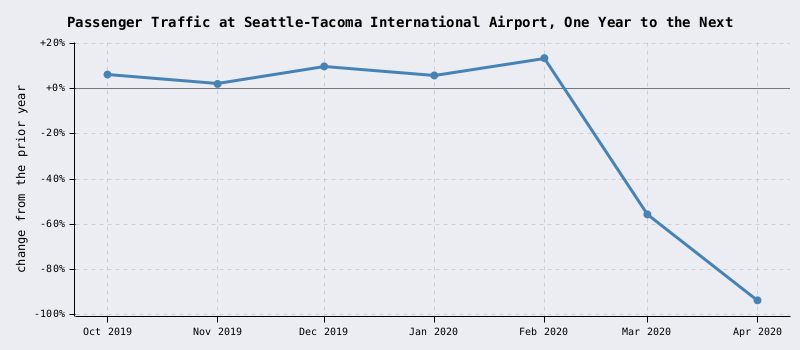 Passenger Traffic at Seattle-Tacoma International Airport, One Year to the Next
change from the prior year
+20%
+0%
-20%
-40%
-60%
-80%
-100%
Oct 2019 Nov 2019 Dec 2019 Jan 2020 Feb 2020 Mar 2020 Apr 2020